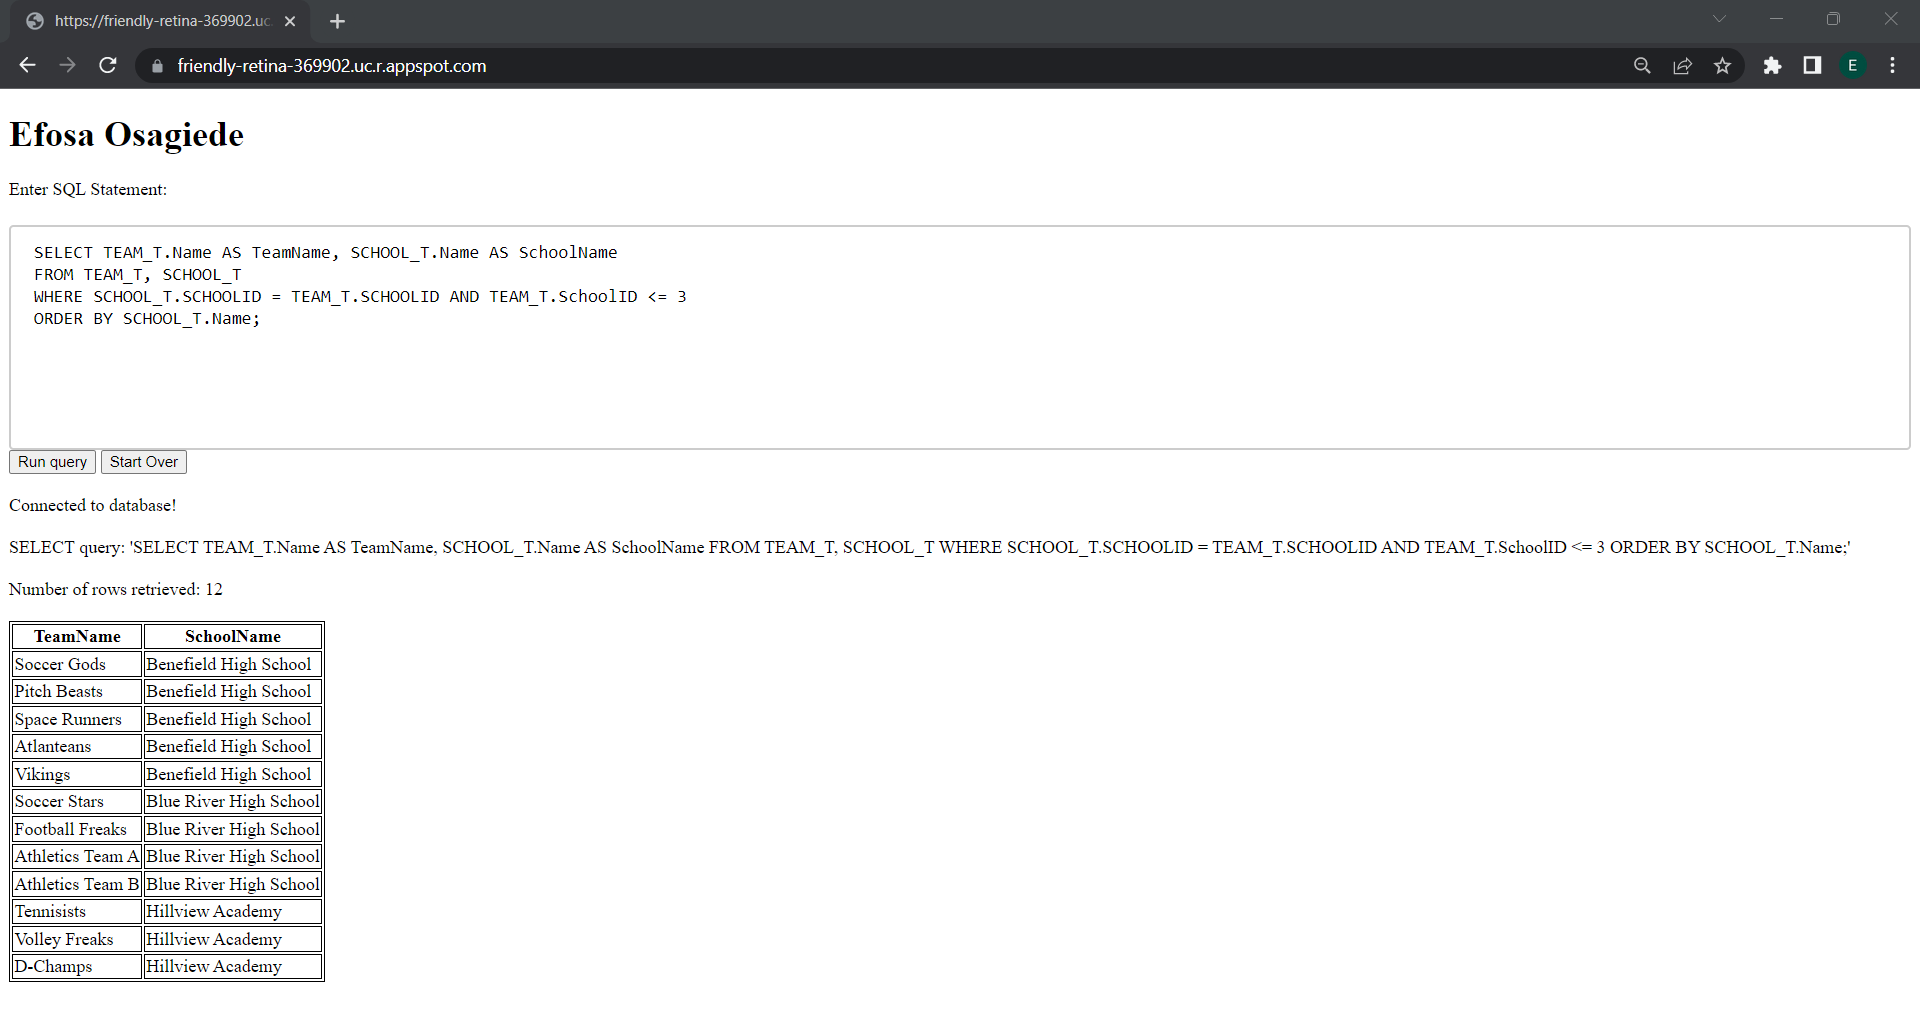 https://friendly-retina-369902.uc.
friendly-retina-369902.uc.r.appspot.com
E
Efosa Osagiede
Enter SQL Statement:
SELECT TEAM_T.Name AS TeamName, SCHOOL_T.Name AS SchoolName
FROM TEAM_T, SCHOOL_T
WHERE SCHOOL_T.SCHOOLID = TEAM_T.SCHOOLID AND TEAM_T.SchoolID <= 3
ORDER BY SCHOOL_T.Name;
Run query Start Over
Connected to database!
SELECT query: 'SELECT TEAM_T.Name AS TeamName, SCHOOL_T.Name AS SchoolName FROM TEAM_T, SCHOOL_T WHERE SCHOOL_T.SCHOOLID = TEAM_T.SCHOOLID AND TEAM_T.SchoolID <= 3 ORDER BY SCHOOL_T.Name;'
Number of rows retrieved: 12
TeamName SchoolName
Soccer Gods Benefield High School
Pitch Beasts Benefield High School
Space Runners Benefield High School
Atlanteans Benefield High School
Vikings Benefield High School
Soccer Stars Blue River High School
Football Freaks Blue River High School
Athletics Team A Blue River High School
Athletics Team B Blue River High School
Tennisists Hillview Academy
Volley Freaks Hillview Academy
D-Champs Hillview Academy